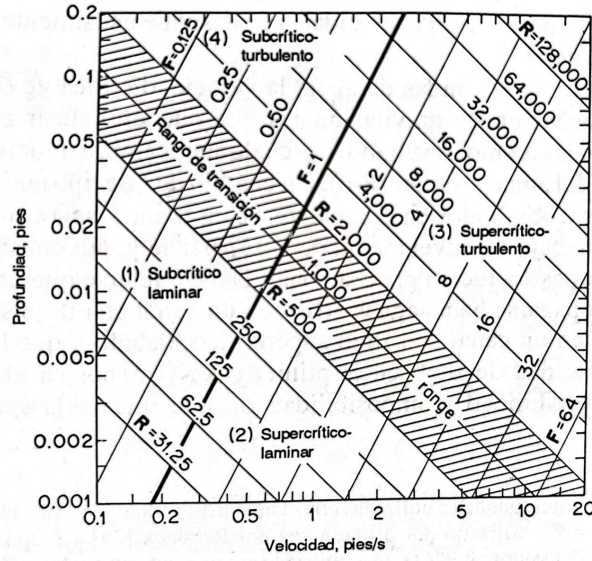 0.2
0.1
0.05
0.02
0.01
0.005
0.002
0.001
Profundiad, pies
F=0.125
0.25
0.50
F=1
2
4
8
16
32
F=64
(4) Subcrítico-
turbulento
R=128,000
64,000
32,000
16,000
8,000
4,000
R=2,000
1,000
R=500
250
125
62.5
R=31.25
Rango de transición
range
(3) Supercrítico-
turbulento
(1) Subcrítico
laminar
(2) Supercrítico-
laminar
0.1
0.2
0.5
1
2
5
10
20
Velocidad, pies/s